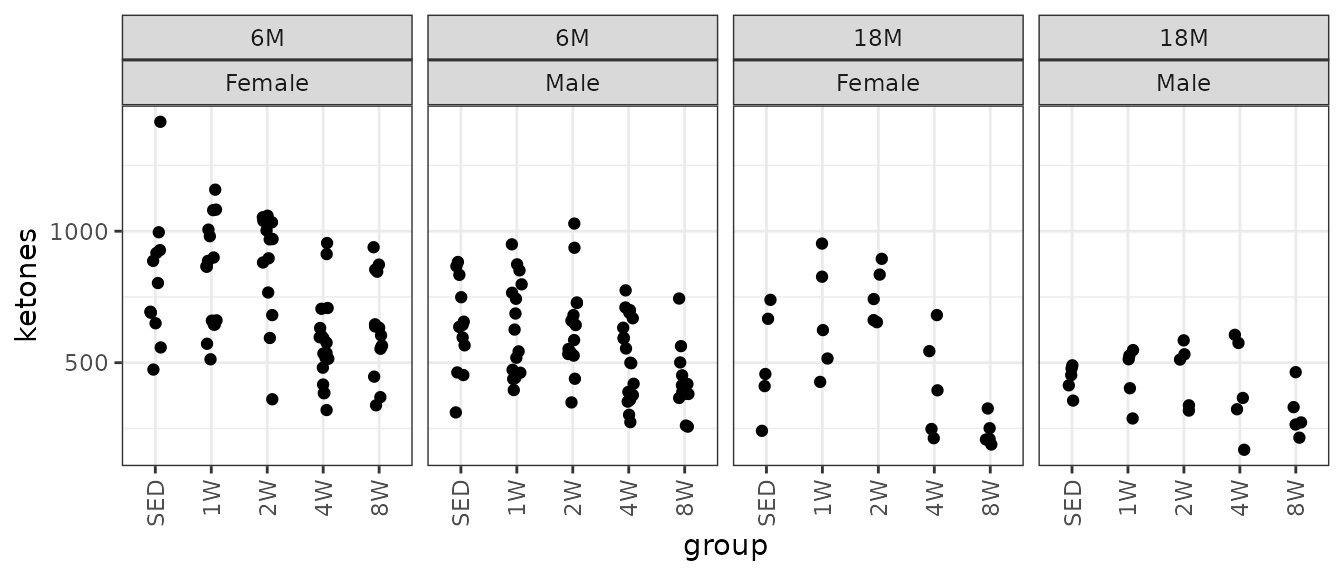 6M 6M 18M 18M
Female Male Female Male
ketones
1000
500
SED 1W 2W 4W 8W SED 1W 2W 4W 8W SED 1W 2W 4W 8W SED 1W 2W 4W 8W
group